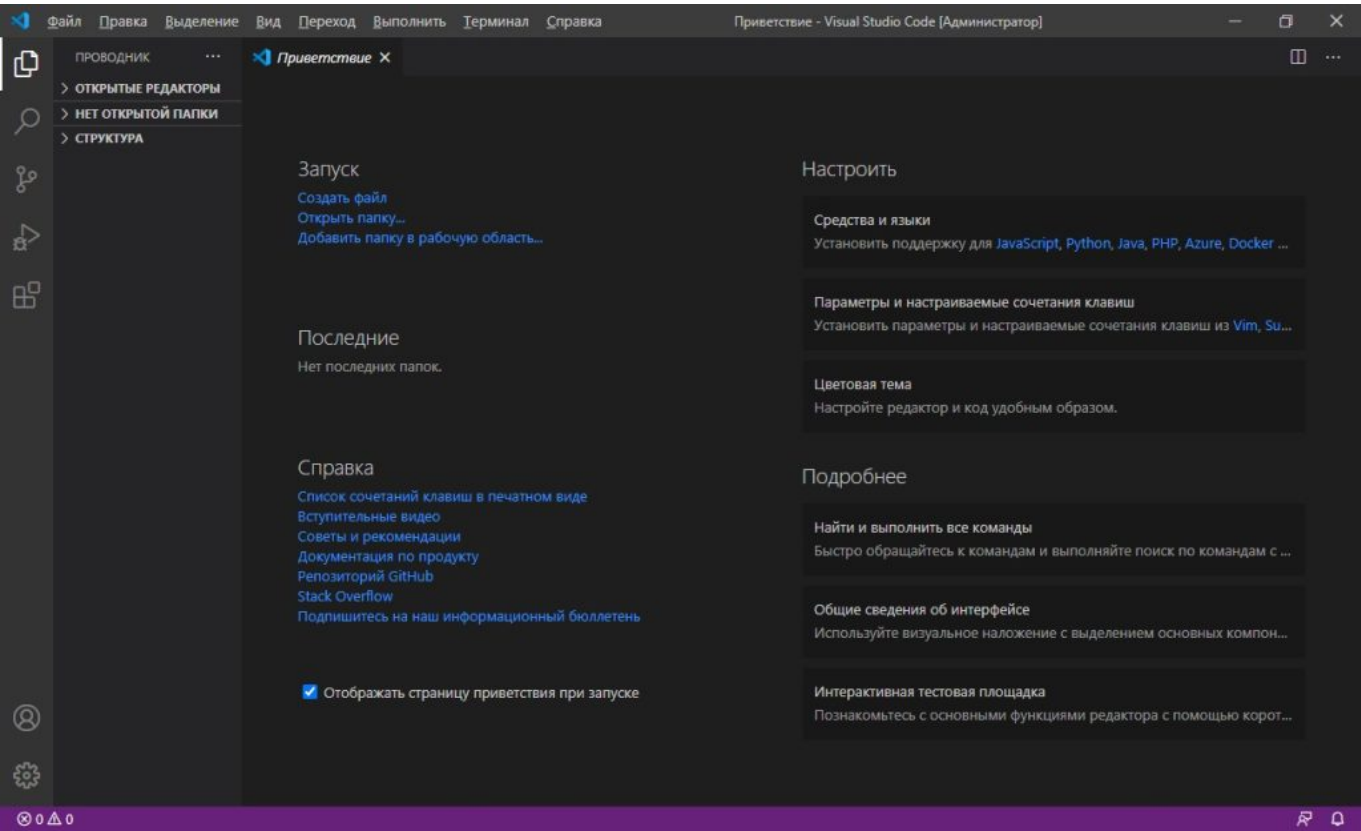 Файл Правка Выделение Вид Переход Выполнить Терминал Справка Приветствие - Visual Studio Code [Администратор]
ПРОВОДНИК ...
Приветствие
ОТКРЫТЫЕ РЕДАКТОРЫ
НЕТ ОТКРЫТОЙ ПАПКИ
СТРУКТУРА
Запуск
Создать файл
Открыть папку...
Добавить папку в рабочую область...
Последние
Нет последних папок.
Справка
Список сочетаний клавиш в печатном виде
Вступительные видео
Советы и рекомендации
Документация по продукту
Репозиторий GitHub
Stack Overflow
Подпишитесь на наш информационный бюллетень
Отображать страницу приветствия при запуске
Настроить
Средства и языки
Установить поддержку для JavaScript, Python, Java, PHP, Azure, Docker ...
Параметры и настраиваемые сочетания клавиш
Установить параметры и настраиваемые сочетания клавиш из Vim, Su...
Цветовая тема
Настройте редактор и код удобным образом.
Подробнее
Найти и выполнить все команды
Быстро обращайтесь к командам и выполняйте поиск по командам с ...
Общие сведения об интерфейсе
Используйте визуальное наложение с выделением основных компон...
Интерактивная тестовая площадка
Познакомьтесь с основными функциями редактора с помощью корот...
0 0